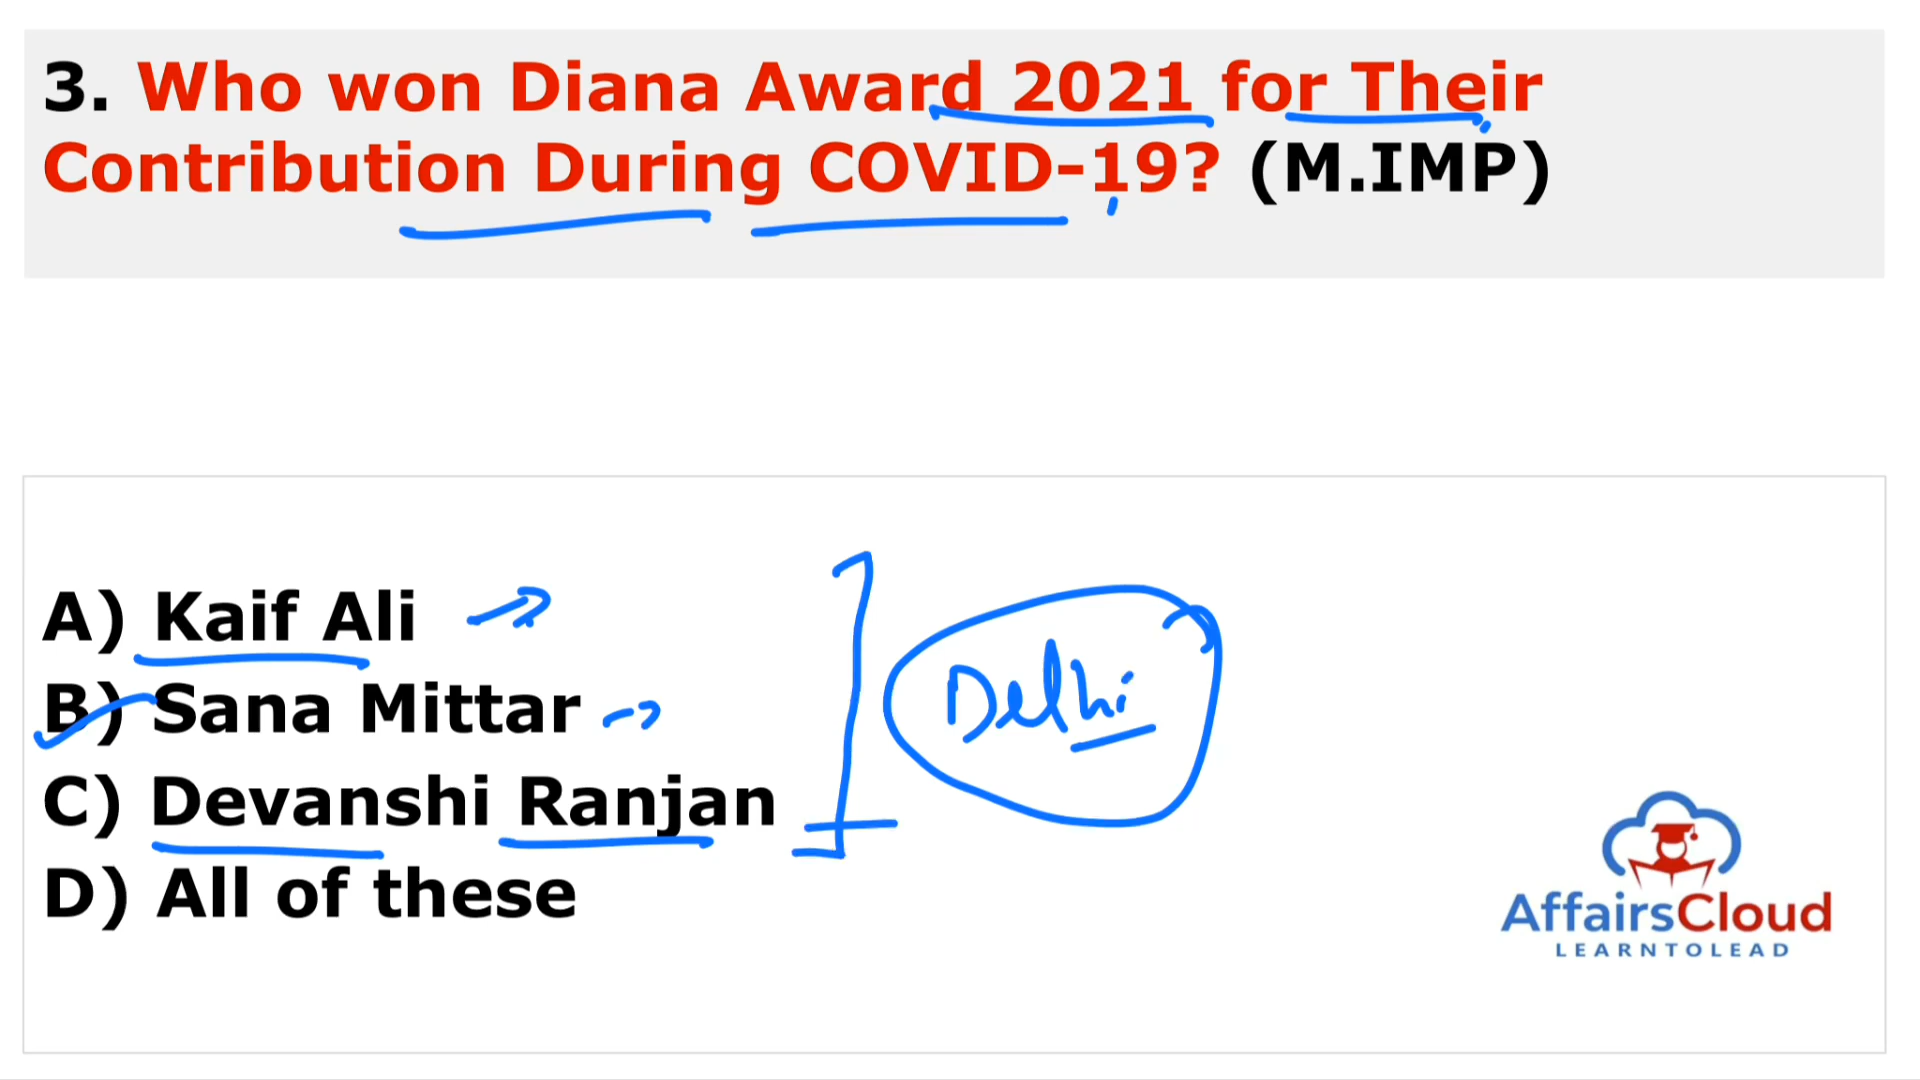 3. Who won Diana Award 2021 for Their
Contribution During COVID-19? (M.IMP)
A) Kaif Ali
B) Sana Mittar
C) Devanshi Ranjan
D) All of these
Delhi
AffairsCloud
LEARNTOLEAD